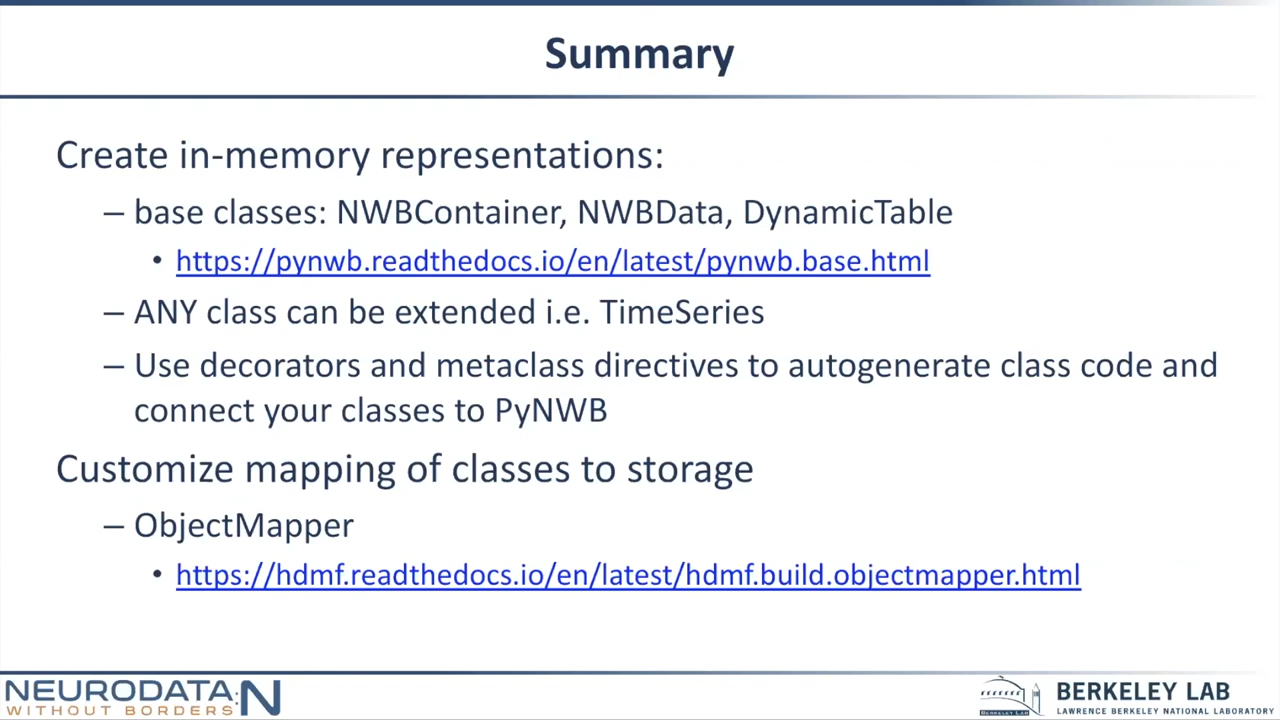 Summary
Create in-memory representations:
– base classes: NWBContainer, NWBData, DynamicTable
• https://pynwb.readthedocs.io/en/latest/pynwb.base.html
– ANY class can be extended i.e. TimeSeries
– Use decorators and metaclass directives to autogenerate class code and
connect your classes to PyNWB
Customize mapping of classes to storage
– ObjectMapper
• https://hdmf.readthedocs.io/en/latest/hdmf.build.objectmapper.html
NEURODATA:N
WITHOUT BORDERS
BERKELEY LAB
BERKELEY LAB
LAWRENCE BERKELEY NATIONAL LABORATORY